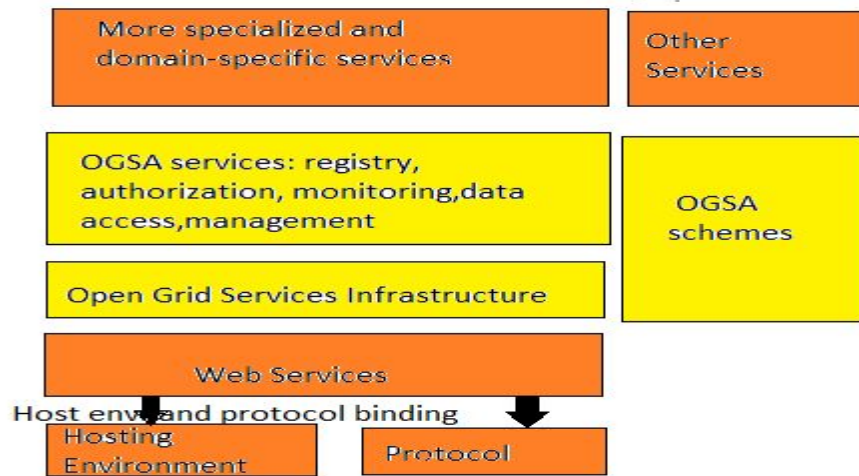 More specialized and
domain-specific services
Other
Services
OGSA services: registry,
authorization, monitoring,data
access,management
OGSA
schemes
Open Grid Services Infrastructure
Web Services
Host env and protocol binding
Hosting
Environment
Protocol